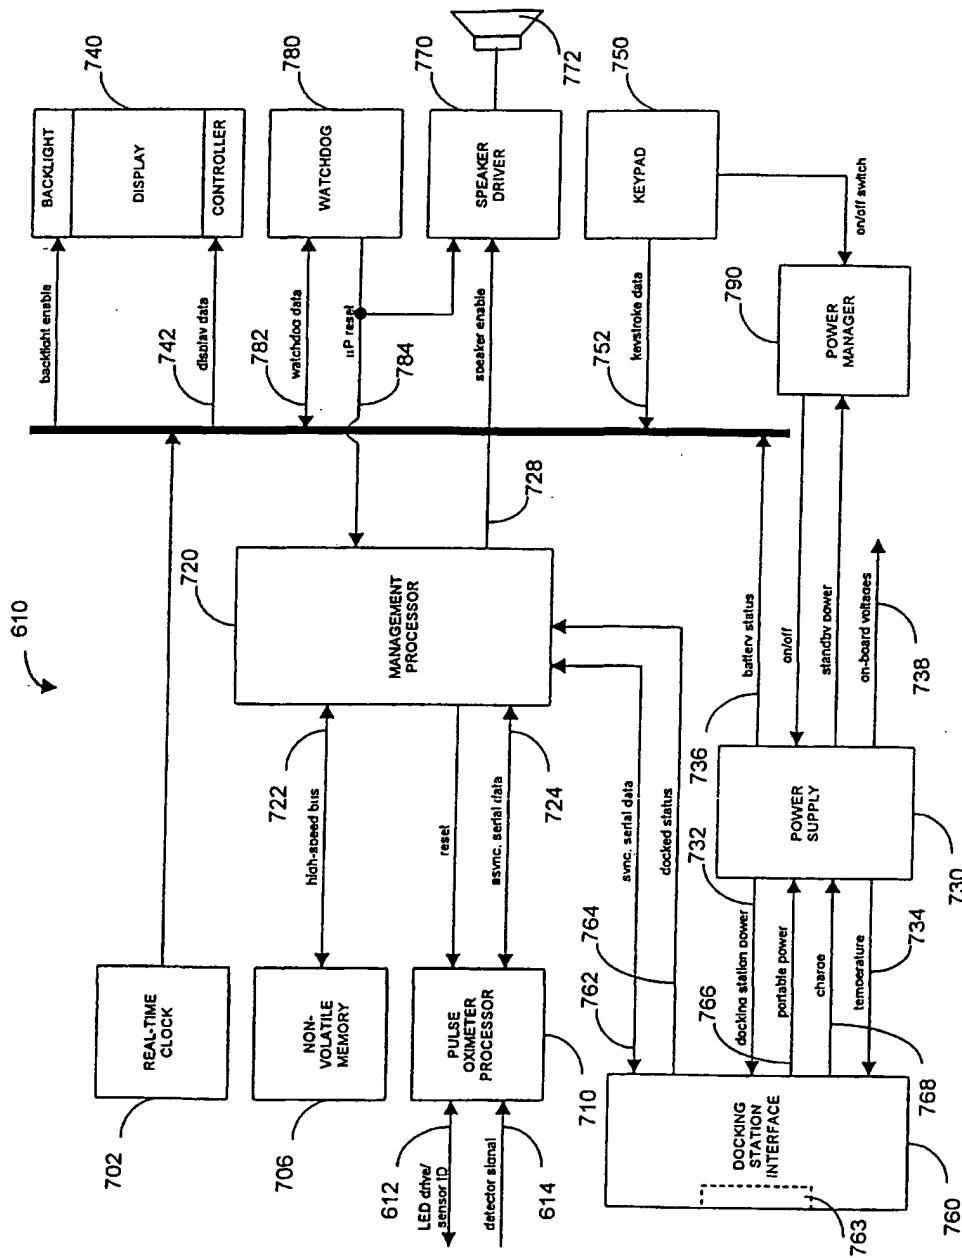 610
702
REAL-TIME
CLOCK
706
NON-
VOLATILE
MEMORY
710
PULSE
OXIMETER
PROCESSOR
612
LED drive/
sensor ID
detector signal
614
high-speed bus
722
reset
async. serial data
724
720
MANAGEMENT
PROCESSOR
728
backlight enable
display data
742
782
watchdog data
uP reset
784
speaker enable
752
keystroke data
740
BACKLIGHT
DISPLAY
CONTROLLER
780
WATCHDOG
770
SPEAKER
DRIVER
772
750
KEYPAD
on/off switch
790
POWER
MANAGER
762
764
sync. serial data
docked status
760
DOCKING
STATION
INTERFACE
763
732
docking station power
766
portable power
charge
temperature
768
734
736
730
POWER
SUPPLY
battery status
on/off
standby power
on-board voltages
738